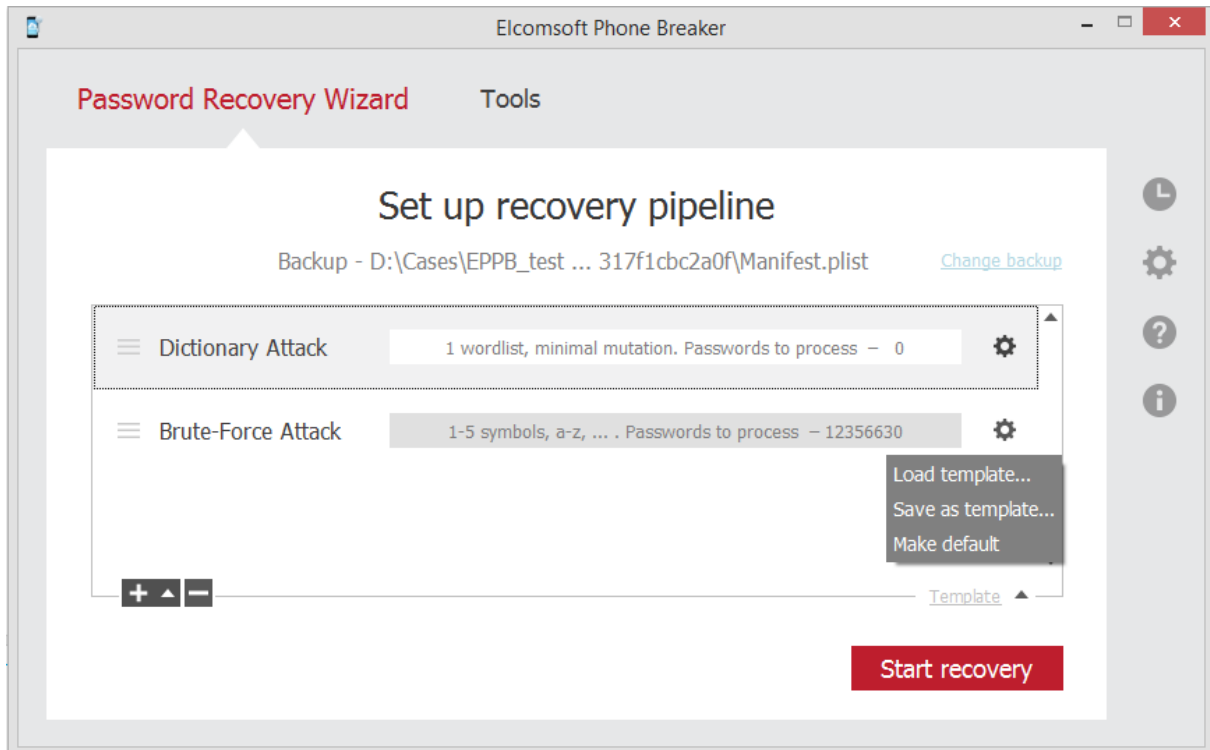 Elcomsoft Phone Breaker
Password Recovery Wizard Tools
Set up recovery pipeline
Backup - D:\Cases\EPPB_test ... 317f1cbc2a0f\Manifest.plist Change backup
Dictionary Attack 1 wordlist, minimal mutation. Passwords to process – 0
Brute-Force Attack 1-5 symbols, a-z, ... . Passwords to process – 12356630
Load template...
Save as template...
Make default
Template
Start recovery